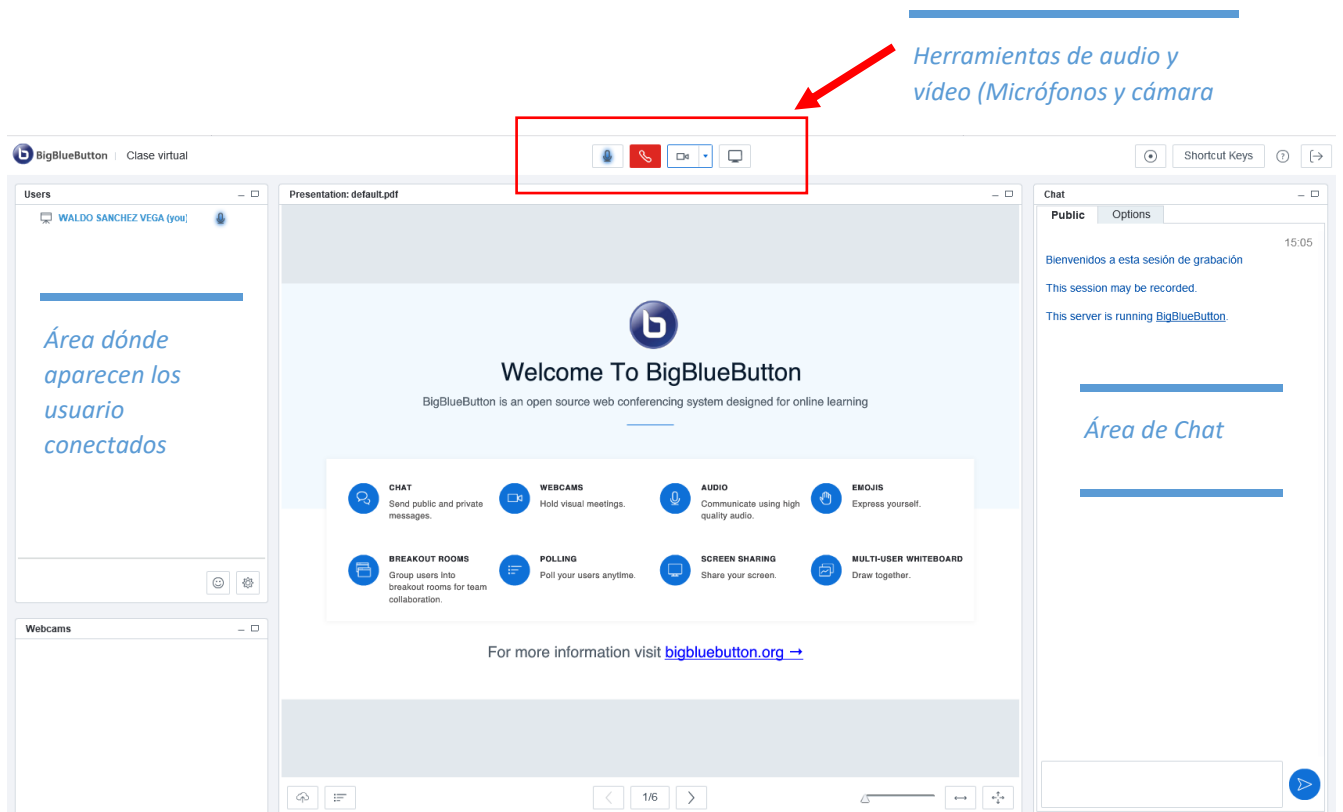 Herramientas de audio y
vídeo (Micrófonos y cámara
BigBlueButton
Clase virtual
Shortcut Keys
Users
WALDO SANCHEZ VEGA (you)
Área dónde
aparecen los
usuario
conectados
Webcams
Presentation: default.pdf
Welcome To BigBlueButton
BigBlueButton is an open source web conferencing system designed for online learning
CHAT
Send public and private
messages.
WEBCAMS
Hold visual meetings.
AUDIO
Communicate using high
quality audio.
EMOJIS
Express yourself.
BREAKOUT ROOMS
Group users into
breakout rooms for team
collaboration.
POLLING
Poll your users anytime.
SCREEN SHARING
Share your screen.
MULTI-USER WHITEBOARD
Draw together.
For more information visit bigbluebutton.org →
1/6
Chat
Public
Options
15:05
Bienvenidos a esta sesión de grabación
This session may be recorded.
This server is running BigBlueButton.
Área de Chat